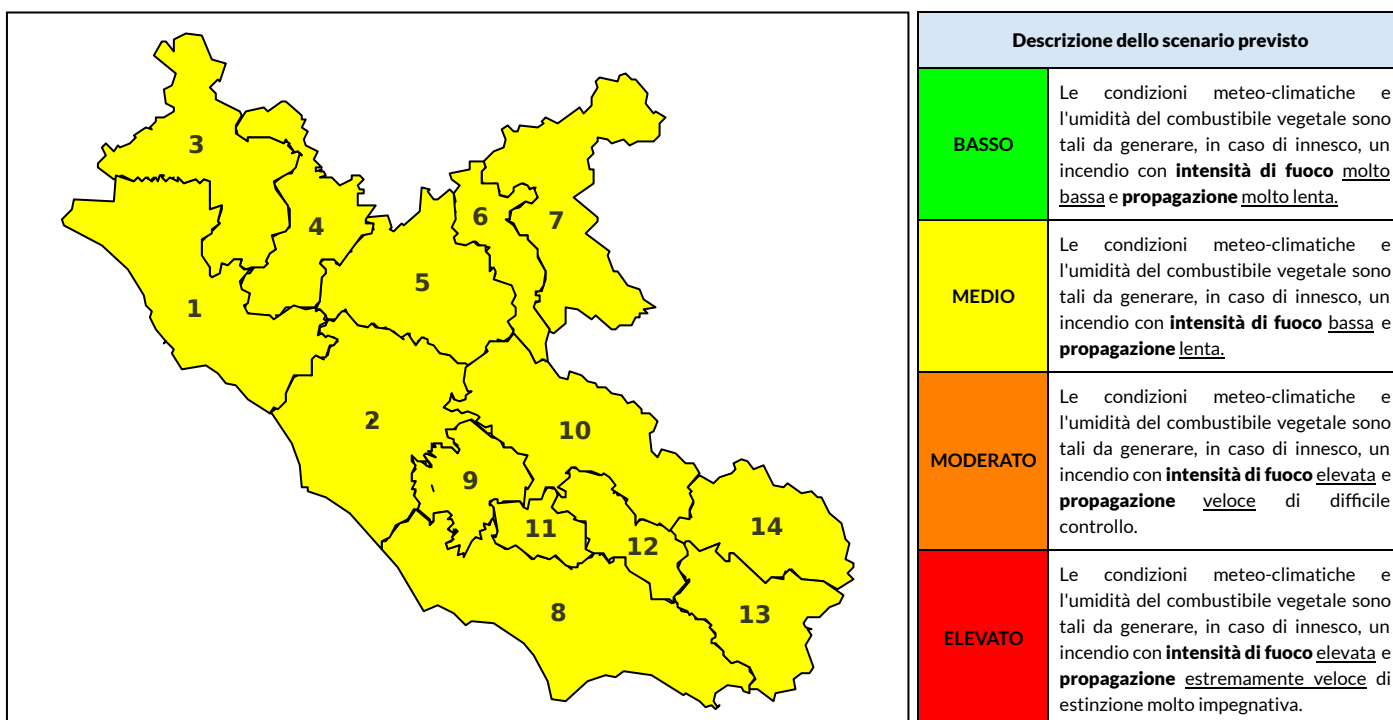 3
4
6
7
5
1
2
10
9
11
12
14
8
13
Descrizione dello scenario previsto
BASSO
Le condizioni meteo-climatiche e
l'umidità del combustibile vegetale sono
tali da generare, in caso di innesco, un
incendio con intensità di fuoco molto
bassa e propagazione molto lenta.
MEDIO
Le condizioni meteo-climatiche e
l'umidità del combustibile vegetale sono
tali da generare, in caso di innesco, un
incendio con intensità di fuoco bassa e
propagazione lenta.
MODERATO
Le condizioni meteo-climatiche e
l'umidità del combustibile vegetale sono
tali da generare, in caso di innesco, un
incendio con intensità di fuoco elevata e
propagazione veloce di difficile
controllo.
ELEVATO
Le condizioni meteo-climatiche e
l'umidità del combustibile vegetale sono
tali da generare, in caso di innesco, un
incendio con intensità di fuoco elevata e
propagazione estremamente veloce di
estinzione molto impegnativa.